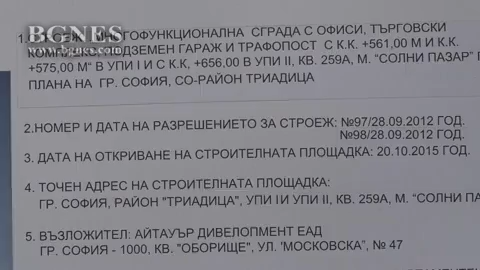 BGNES
www.bgnes.com
1. МНОГОФУНКЦИОНАЛНА СГРАДА С ОФИСИ, ТЪРГОВСКИ
ПОДЗЕМЕН ГАРАЖ И ТРАФОПОСТ С К.К. +561,00 М И К.К.
+575,00 М" В УПИ I И С К.К, +656,00 В УПИ II, КВ. 259А, М. "СОЛНИ ПАЗАР"
ПЛАНА НА ГР. СОФИЯ, СО-РАЙОН ТРИАДИЦА
2.НОМЕР И ДАТА НА РАЗРЕШЕНИЕТО ЗА СТРОЕЖ: №97/28.09.2012 ГОД.
№98/28.09.2012 ГОД.
3. ДАТА НА ОТКРИВАНЕ НА СТРОИТЕЛНАТА ПЛОЩАДКА: 20.10.2015 ГОД.
4. ТОЧЕН АДРЕС НА СТРОИТЕЛНАТА ПЛОЩАДКА:
ГР. СОФИЯ, РАЙОН "ТРИАДИЦА", УПИ I И УПИ II, КВ. 259А, М. "СОЛНИ
5. ВЪЗЛОЖИТЕЛ: АЙТАУЪР ДИВЕЛОПМЕНТ ЕАД
ГР. СОФИЯ - 1000, КВ. "ОБОРИЩЕ", УЛ. 'МОСКОВСКА", № 47